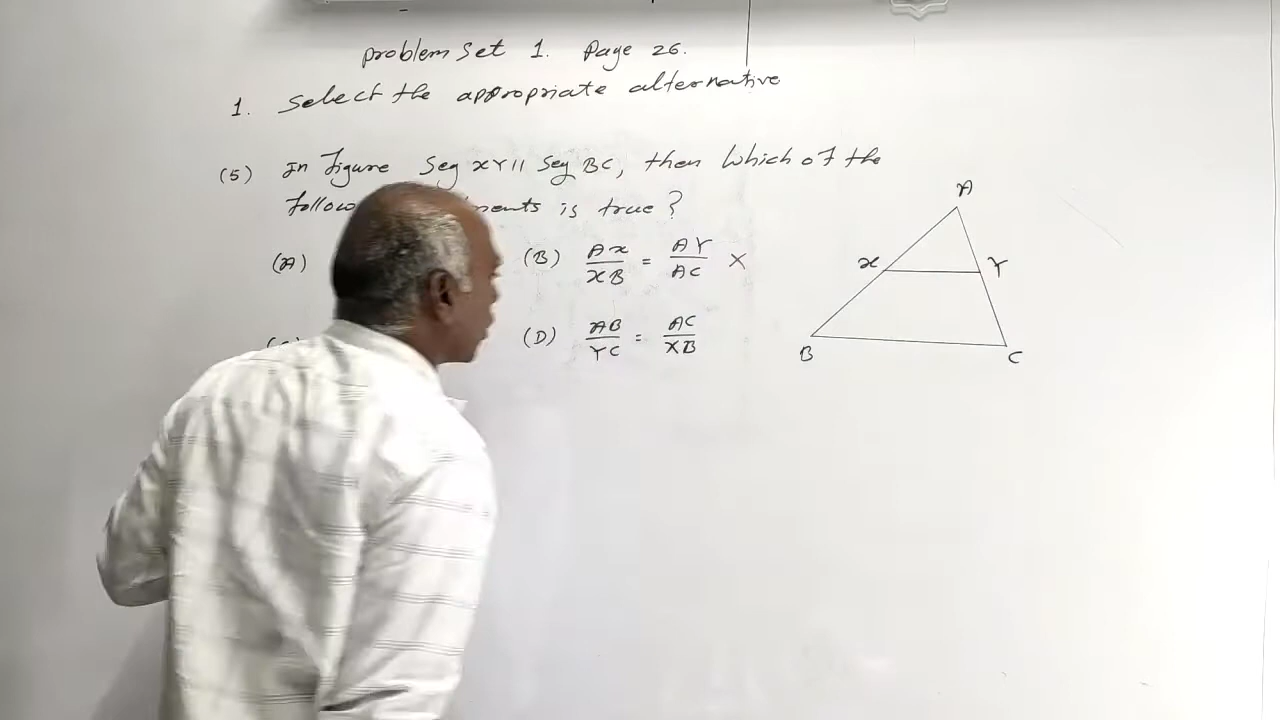 problem set 1. Page 26.
1. Select the appropriate alternative
(5) In figure seg XY || seg BC, then which of the
is true?
(A) (B) AX/XB = AY/AC ×
(D) AB/YC = AC/XB
A
X Y
B C